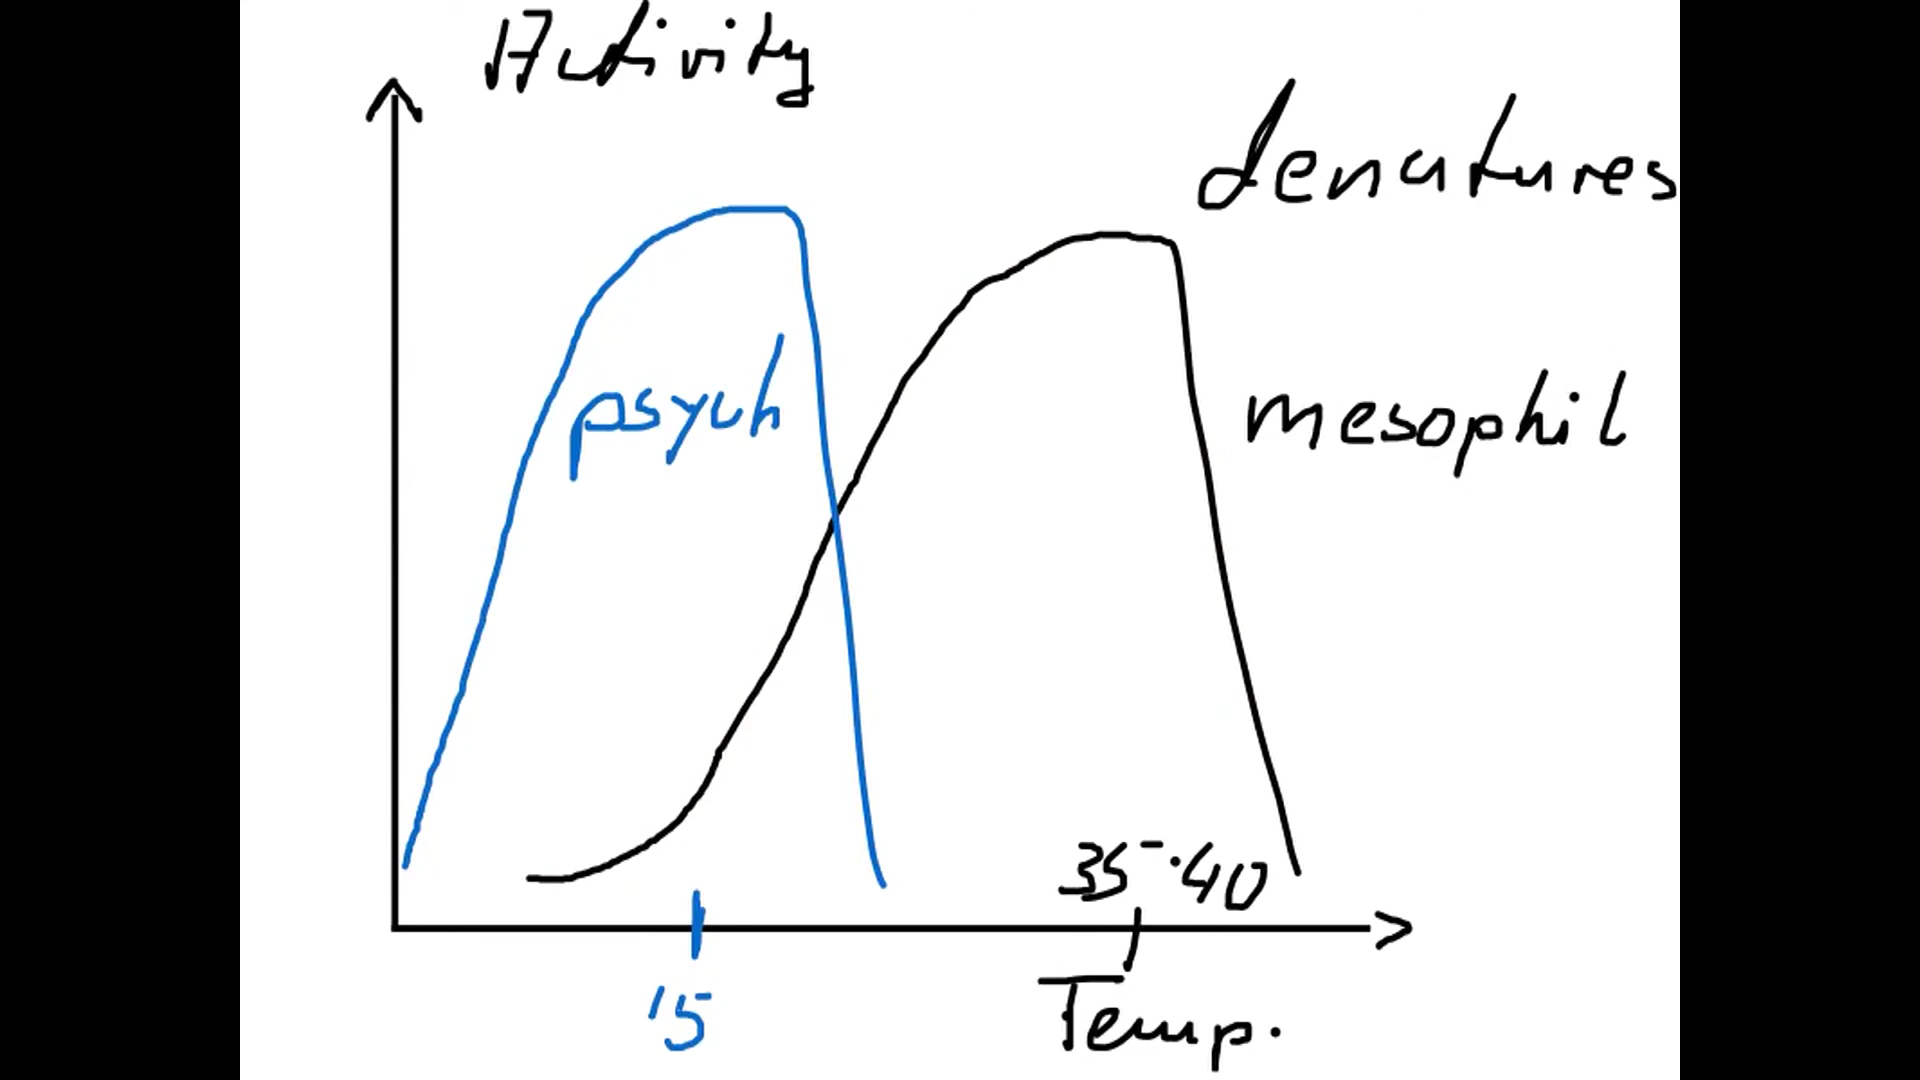 Activity
denatures
psych
mesophil
35-40
15
Temp.